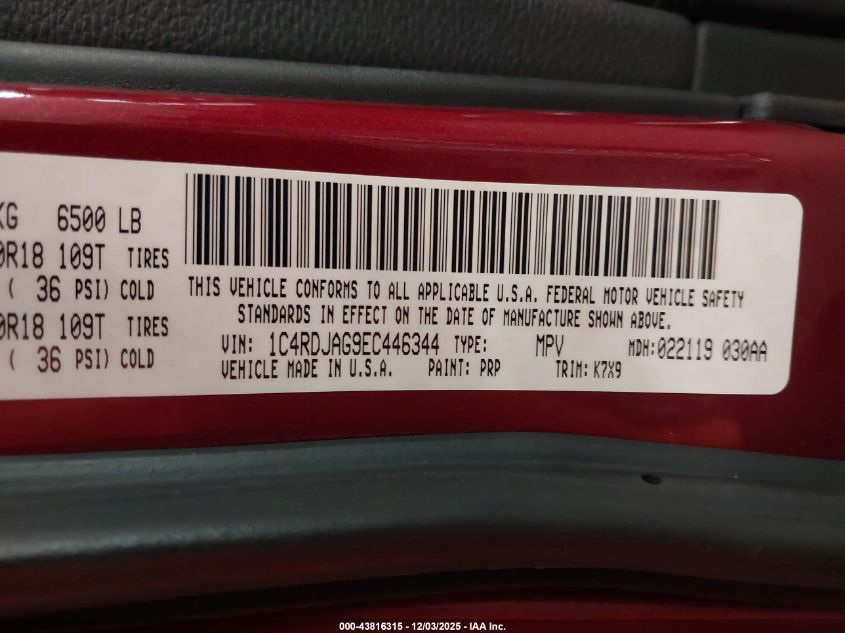 KG 6500 LB
0R18 109T TIRES
( 36 PSI) COLD
0R18 109T TIRES
( 36 PSI) COLD
THIS VEHICLE CONFORMS TO ALL APPLICABLE U.S.A. FEDERAL MOTOR VEHICLE SAFETY
STANDARDS IN EFFECT ON THE DATE OF MANUFACTURE SHOWN ABOVE.
VIN: 1C4RDJAG9EC446344 TYPE: MPV MDH:022119 030AA
VEHICLE MADE IN U.S.A. PAINT: PRP TRIM: K7X9
000-43816315 - 12/03/2025 - IAA Inc.